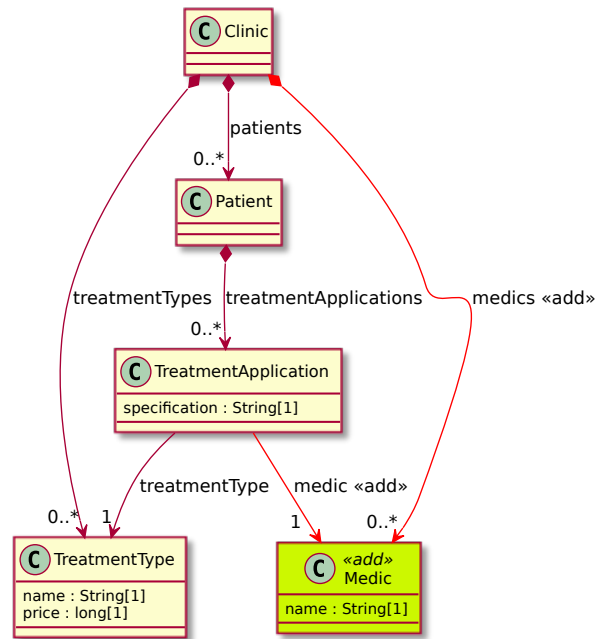 C Clinic
patients
0..*
C Patient
treatmentTypes
treatmentApplications
medics «add»
0..*
C TreatmentApplication
specification : String[1]
treatmentType
medic «add»
0..*
1
1
0..*
C TreatmentType
name : String[1]
price : long[1]
C «add»
Medic
name : String[1]